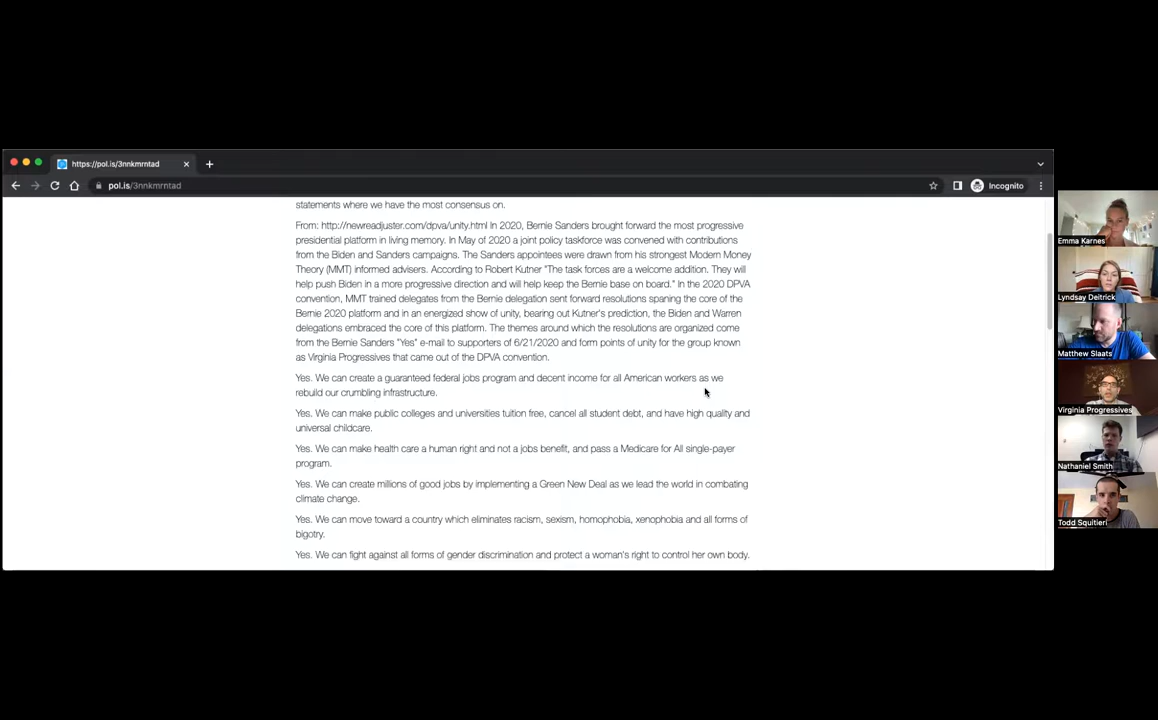 https://pol.is/3nnkmrntad
pol.is/3nnkmrntad
Incognito
statements where we have the most consensus on.
From: http://newreadjuster.com/dpva/unity.html In 2020, Bernie Sanders brought forward the most progressive
presidential platform in living memory. In May of 2020 a joint policy taskforce was convened with contributions
from the Biden and Sanders campaigns. The Sanders appointees were drawn from his strongest Modern Money
Theory (MMT) informed advisers. According to Robert Kutner "The task forces are a welcome addition. They will
help push Biden in a more progressive direction and will help keep the Bernie base on board." In the 2020 DPVA
convention, MMT trained delegates from the Bernie delegation sent forward resolutions spaning the core of the
Bernie 2020 platform and in an energized show of unity, bearing out Kutner's prediction, the Biden and Warren
delegations embraced the core of this platform. The themes around which the resolutions are organized come
from the Bernie Sanders "Yes" e-mail to supporters of 6/21/2020 and form points of unity for the group known
as Virginia Progressives that came out of the DPVA convention.
Yes. We can create a guaranteed federal jobs program and decent income for all American workers as we
rebuild our crumbling infrastructure.
Yes. We can make public colleges and universities tuition free, cancel all student debt, and have high quality and
universal childcare.
Yes. We can make health care a human right and not a jobs benefit, and pass a Medicare for All single-payer
program.
Yes. We can create millions of good jobs by implementing a Green New Deal as we lead the world in combating
climate change.
Yes. We can move toward a country which eliminates racism, sexism, homophobia, xenophobia and all forms of
bigotry.
Yes. We can fight against all forms of gender discrimination and protect a woman's right to control her own body.
Emma Karnes
Lyndsay Deitrick
Matthew Slaats
Virginia Progressives
Nathaniel Smith
Todd Squitieri